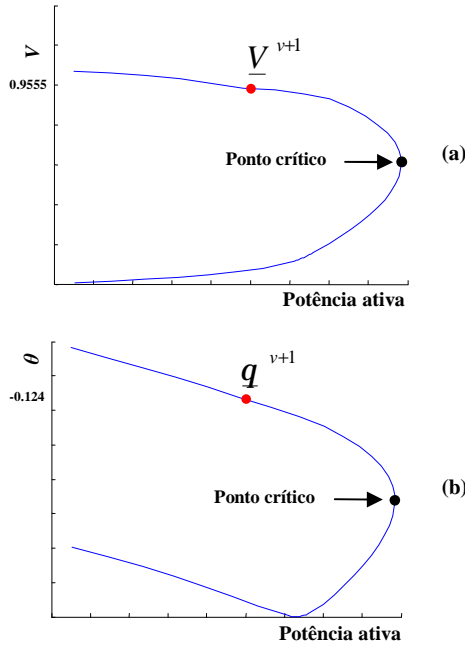 V
V v+1
0.9555
Ponto crítico
(a)
Potência ativa
θ
q v+1
-0.124
Ponto crítico
(b)
Potência ativa